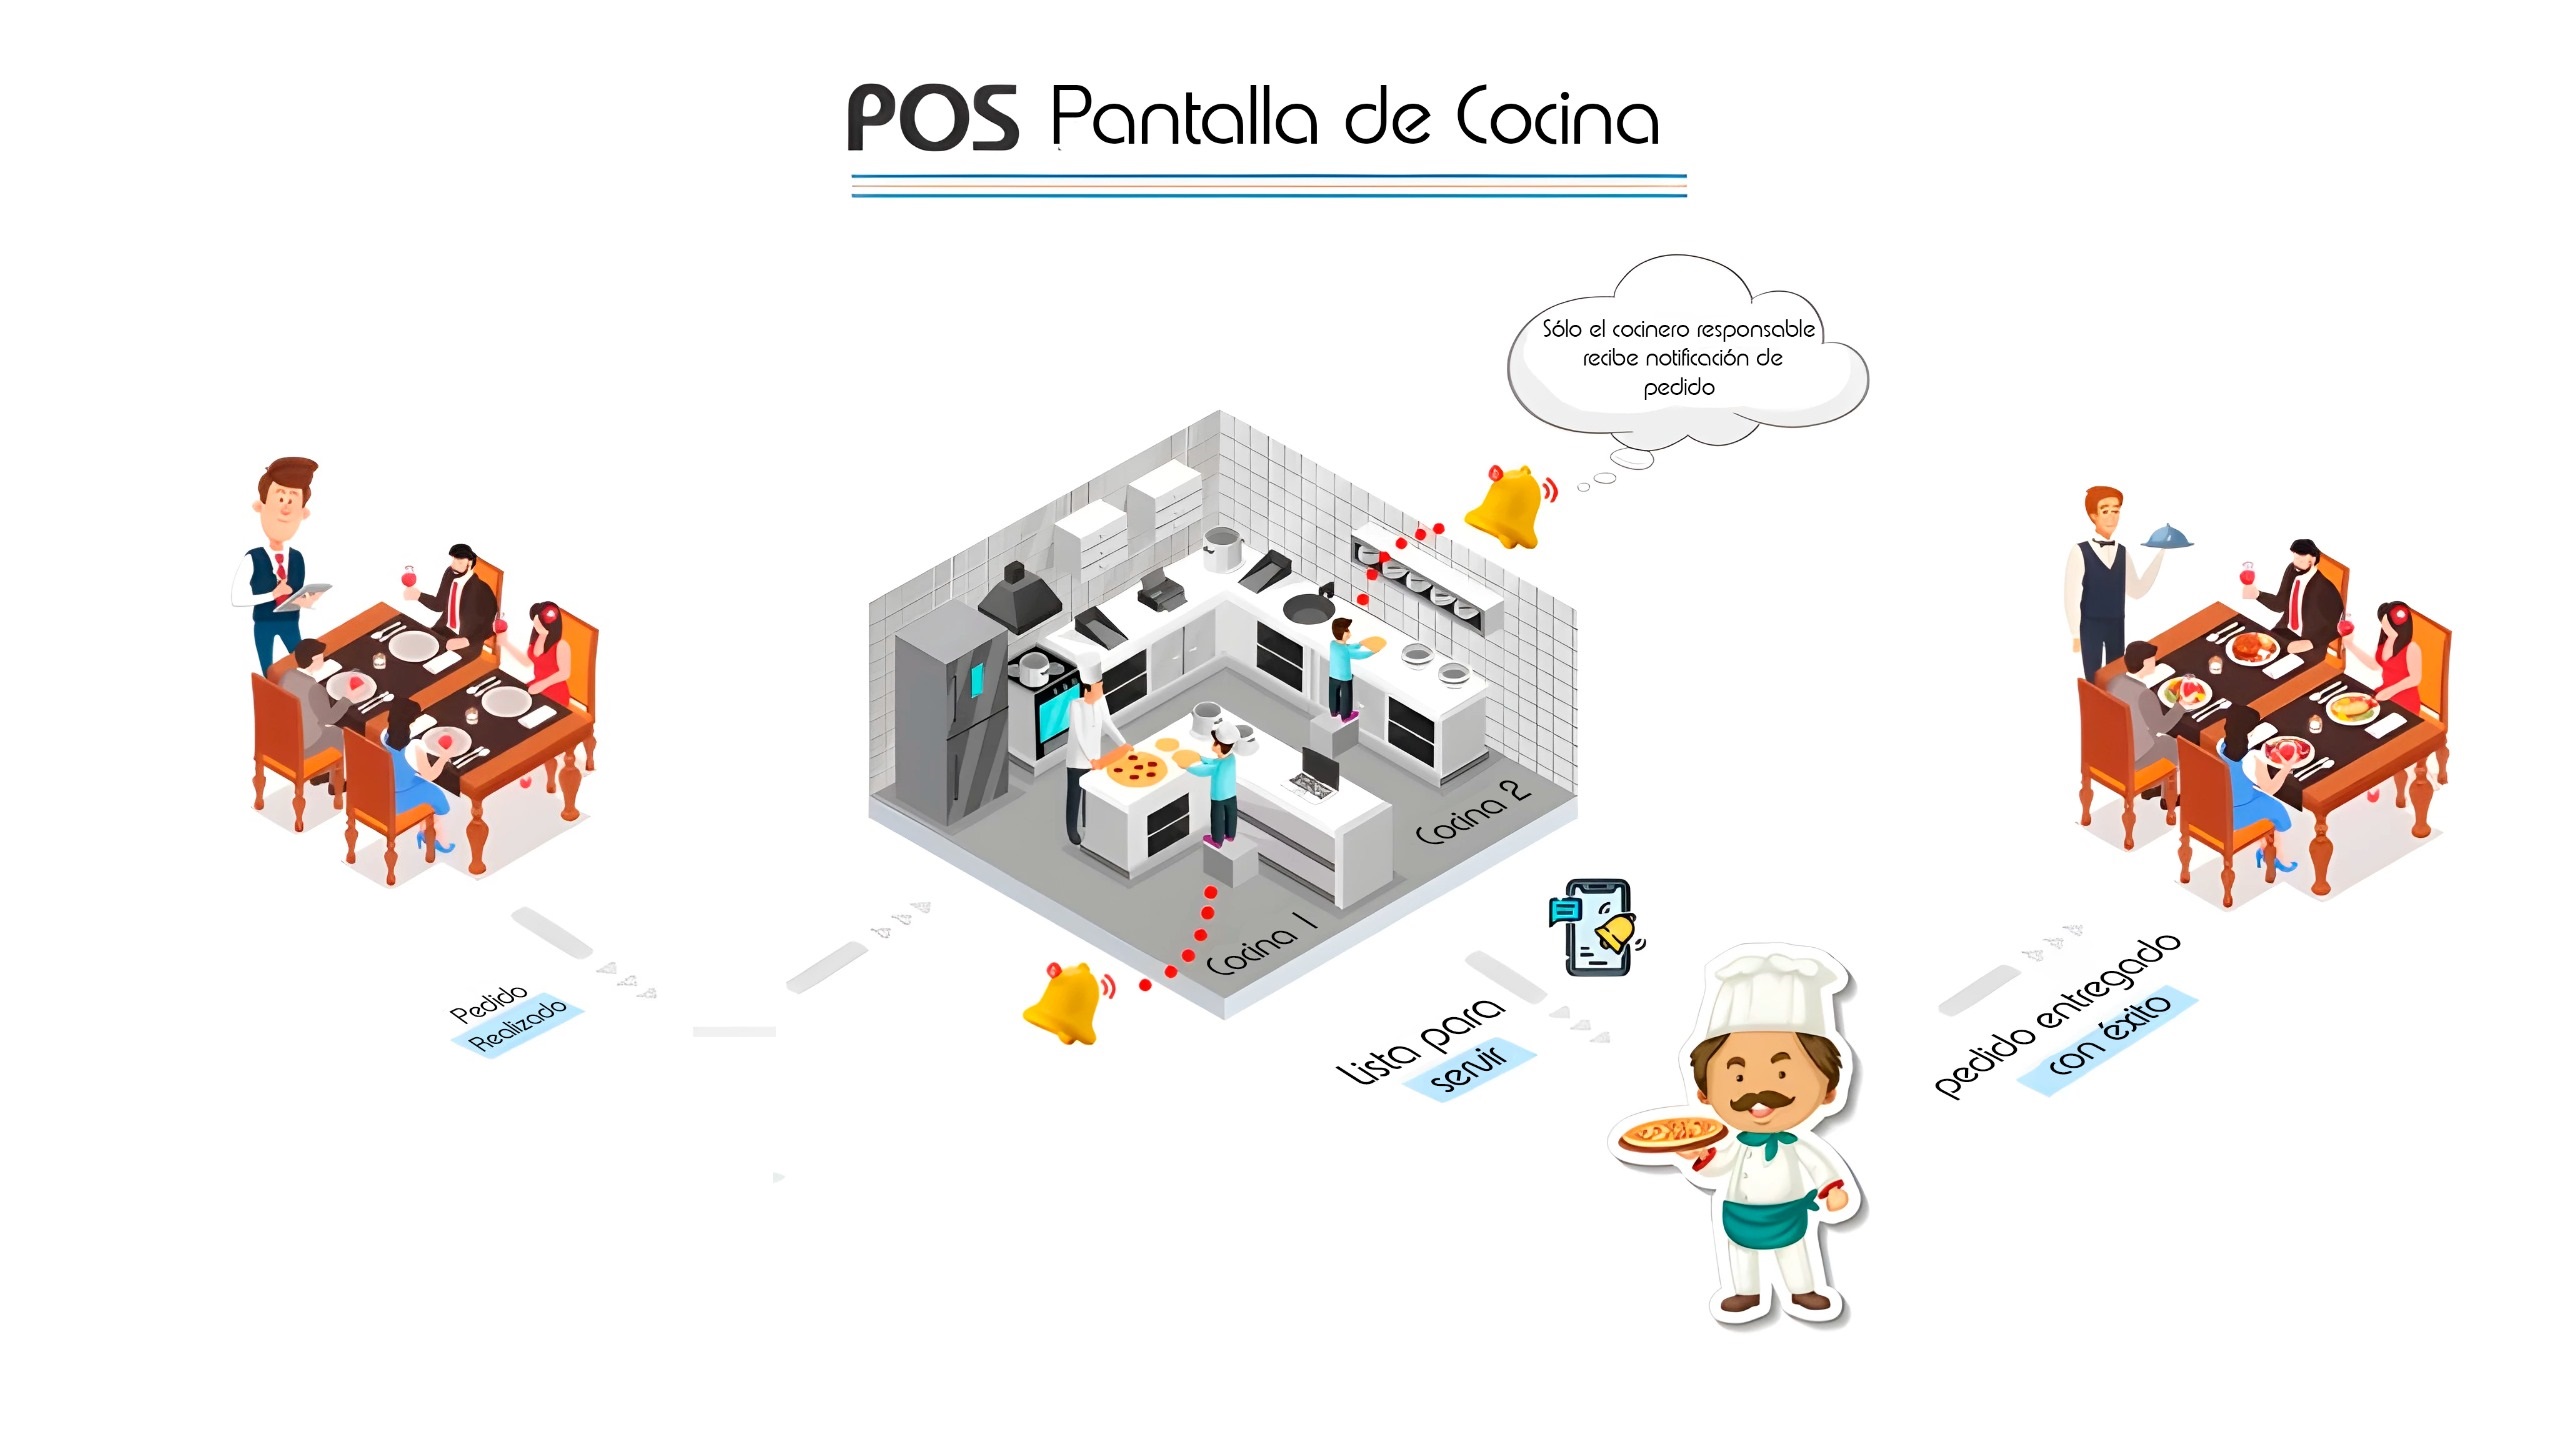 POS Pantalla de Cocina
Sólo el cocinero responsable
recibe notificación de
pedido
Cocina 2
Cocina 1
Pedido
Realizado
Lista para
servir
pedido entregado
con éxito